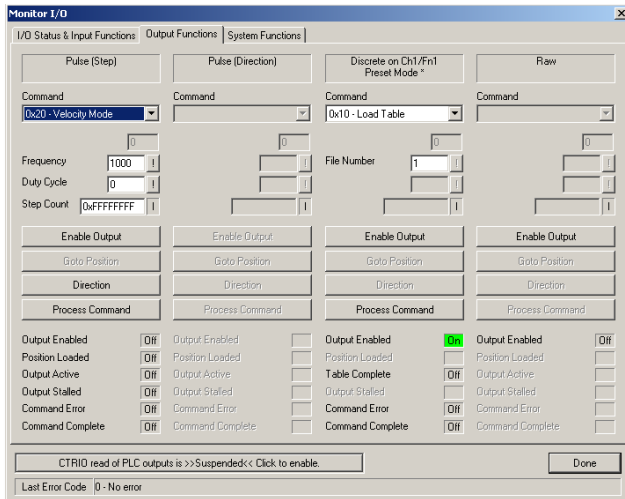 Monitor I/O
I/O Status & Input Functions Output Functions System Functions
Pulse (Step) Pulse (Direction) Discrete on Ch1/Fn1 Preset Mode * Raw
Command Command Command Command
0x20 - Velocity Mode 0x10 - Load Table
0 0 0 0
Frequency 1000 ! ! File Number 1 ! !
Duty Cycle 0 ! ! ! !
Step Count 0xFFFFFFFF ! ! ! !
Enable Output Enable Output Enable Output Enable Output
Goto Position Goto Position Goto Position Goto Position
Direction Direction Direction Direction
Process Command Process Command Process Command Process Command
Output Enabled Off Output Enabled Output Enabled On Output Enabled Off
Position Loaded Off Position Loaded Position Loaded Position Loaded
Output Active Off Output Active Table Complete Off Output Active
Output Stalled Off Output Stalled Output Stalled Output Stalled
Command Error Off Command Error Command Error Off Command Error
Command Complete Off Command Complete Command Complete Off Command Complete
CTRIO read of PLC outputs is >>Suspended<< Click to enable. Done
Last Error Code 0 - No error